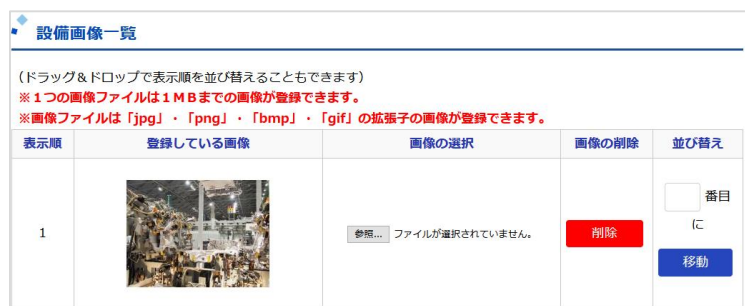 設備画像一覧
（ドラッグ＆ドロップで表示順を並び替えることもできます）
※１つの画像ファイルは１ＭＢまでの画像が登録できます。
※画像ファイルは「jpg」・「png」・「bmp」・「gif」の拡張子の画像が登録できます。
表示順 登録している画像 画像の選択 画像の削除 並び替え
1 参照... ファイルが選択されていません。 削除 番目
に
移動